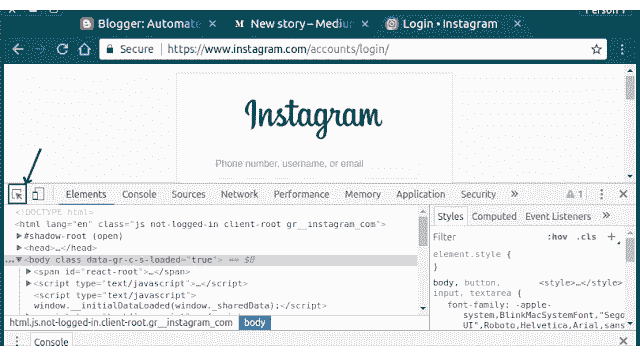 Person 1
Blogger: Automate
New story – Medium
Login • Instagram
Secure https://www.instagram.com/accounts/login/
Instagram
Phone number, username, or email
Elements Console Sources Network Performance Memory Application Security » 1
<!DOCTYPE html>
<html lang="en" class="js not-logged-in client-root gr__instagram_com">
#shadow-root (open)
<head>…</head>
<body class data-gr-c-s-loaded="true"> == $0
<span id="react-root">…</span>
<script type="text/javascript">…</script>
<script type="text/javascript">
window.__initialDataLoaded(window._sharedData);</script>
html.js.not-logged-in.client-root.gr__instagram_com body
Styles Computed Event Listeners »
Filter :hov .cls +
element.style {
}
body, button, <style>…</style>
input, textarea {
font-family: -apple-
system,BlinkMacSystemFont,"Sego
UI",Roboto,Helvetica,Arial,sans
Console